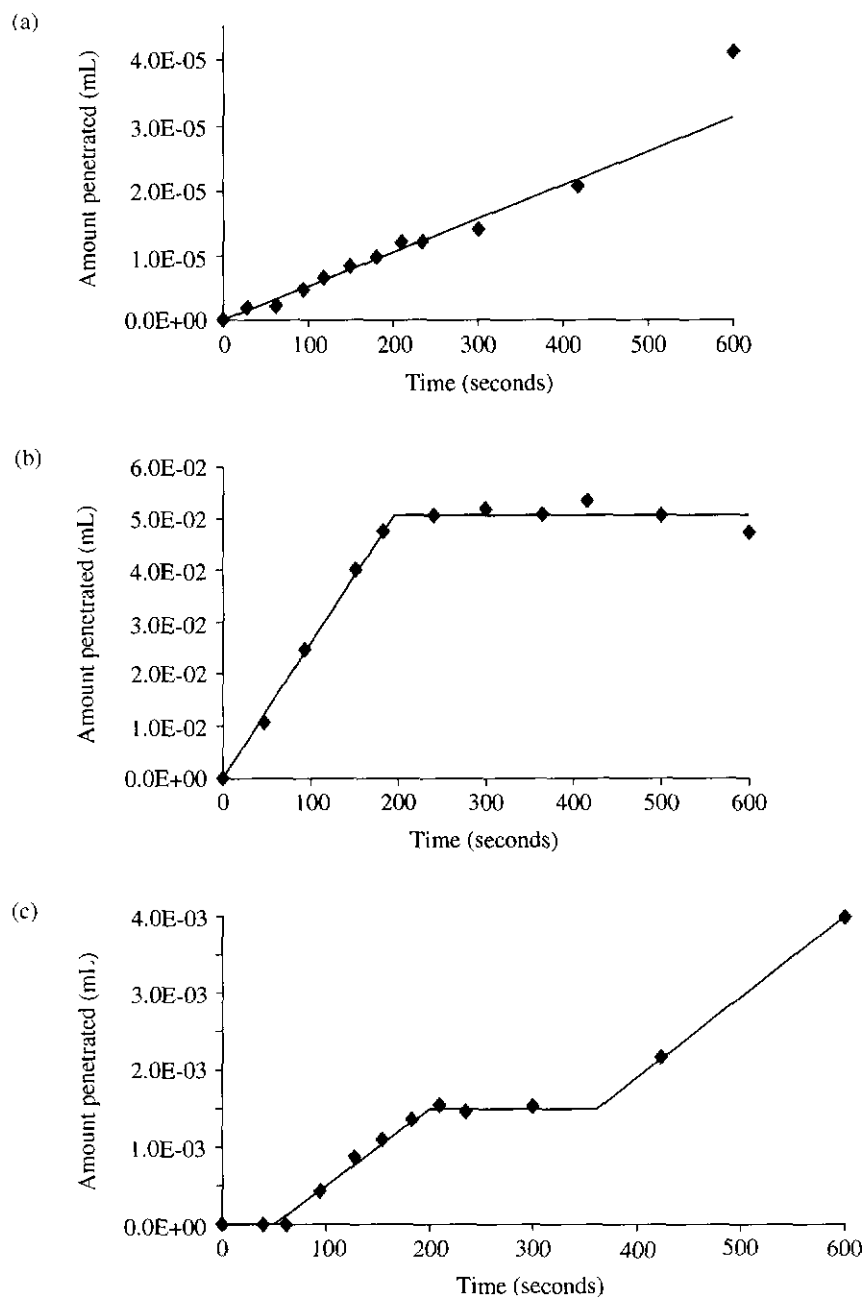 (a)
Amount penetrated (mL)
4.0E-05
3.0E-05
2.0E-05
1.0E-05
0.0E+00
0 100 200 300 400 500 600
Time (seconds)
(b)
Amount penetrated (mL)
6.0E-02
5.0E-02
4.0E-02
3.0E-02
2.0E-02
1.0E-02
0.0E+00
0 100 200 300 400 500 600
Time (seconds)
(c)
Amount penetrated (mL)
4.0E-03
3.0E-03
2.0E-03
1.0E-03
0.0E+00
0 100 200 300 400 500 600
Time (seconds)